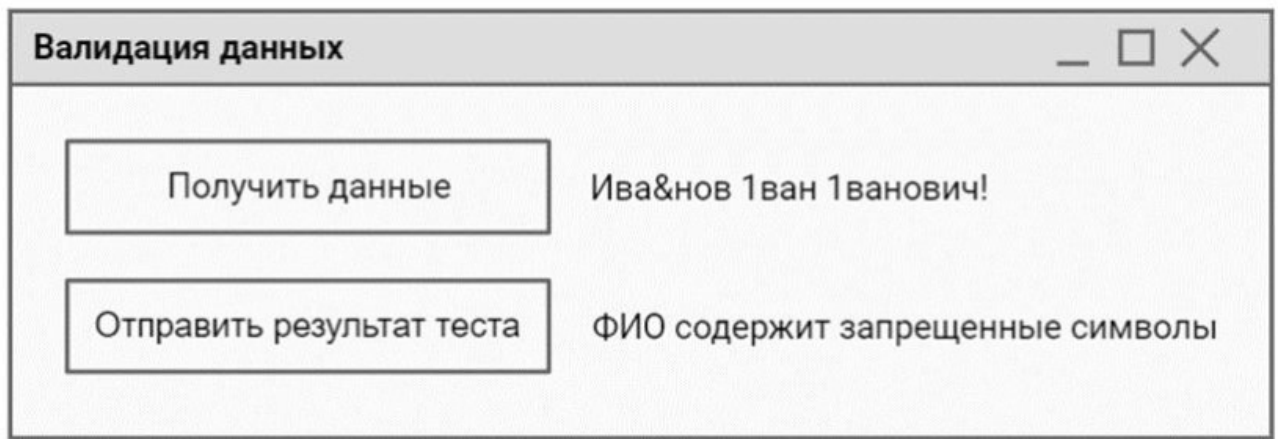 Валидация данных
Получить данные
Ива&нов 1ван 1ванович!
Отправить результат теста
ФИО содержит запрещенные символы